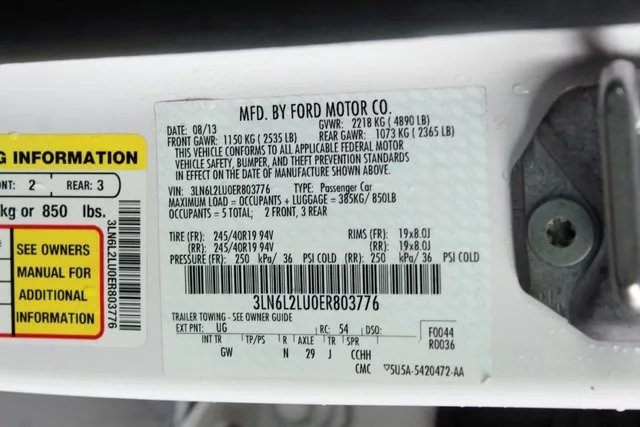 MFD. BY FORD MOTOR CO.
DATE: 08/13 GVWR: 2218 KG ( 4890 LB)
FRONT GAWR: 1150 KG ( 2535 LB) REAR GAWR: 1073 KG ( 2365 LB)
THIS VEHICLE CONFORMS TO ALL APPLICABLE FEDERAL MOTOR
VEHICLE SAFETY, BUMPER, AND THEFT PREVENTION STANDARDS
IN EFFECT ON THE DATE OF MANUFACTURE SHOWN ABOVE.
VIN: 3LN6L2LU0ER803776 TYPE: Passenger Car
MAXIMUM LOAD = OCCUPANTS + LUGGAGE = 385KG/ 850LB
OCCUPANTS = 5 TOTAL; 2 FRONT, 3 REAR
TIRE (FR): 245/40R19 94V RIMS (FR): 19x8.0J
(RR): 245/40R19 94V (RR): 19x8.0J
PRESSURE (FR): 250 kPa/ 36 PSI COLD (RR): 250 kPa/ 36 PSI COLD
3LN6L2LU0ER803776
TRAILER TOWING - SEE OWNER GUIDE
EXT PNT: UG RC: 54 DSO: F0044
R0036
INT TR TP/PS R AXLE TR SPR
GW N 29 J CCHH
CMC 5U5A-5420472-AA
G INFORMATION
NT: 2 REAR: 3
kg or 850 lbs.
SEE OWNERS
MANUAL FOR
ADDITIONAL
INFORMATION
3LN6L2LU0ER803776